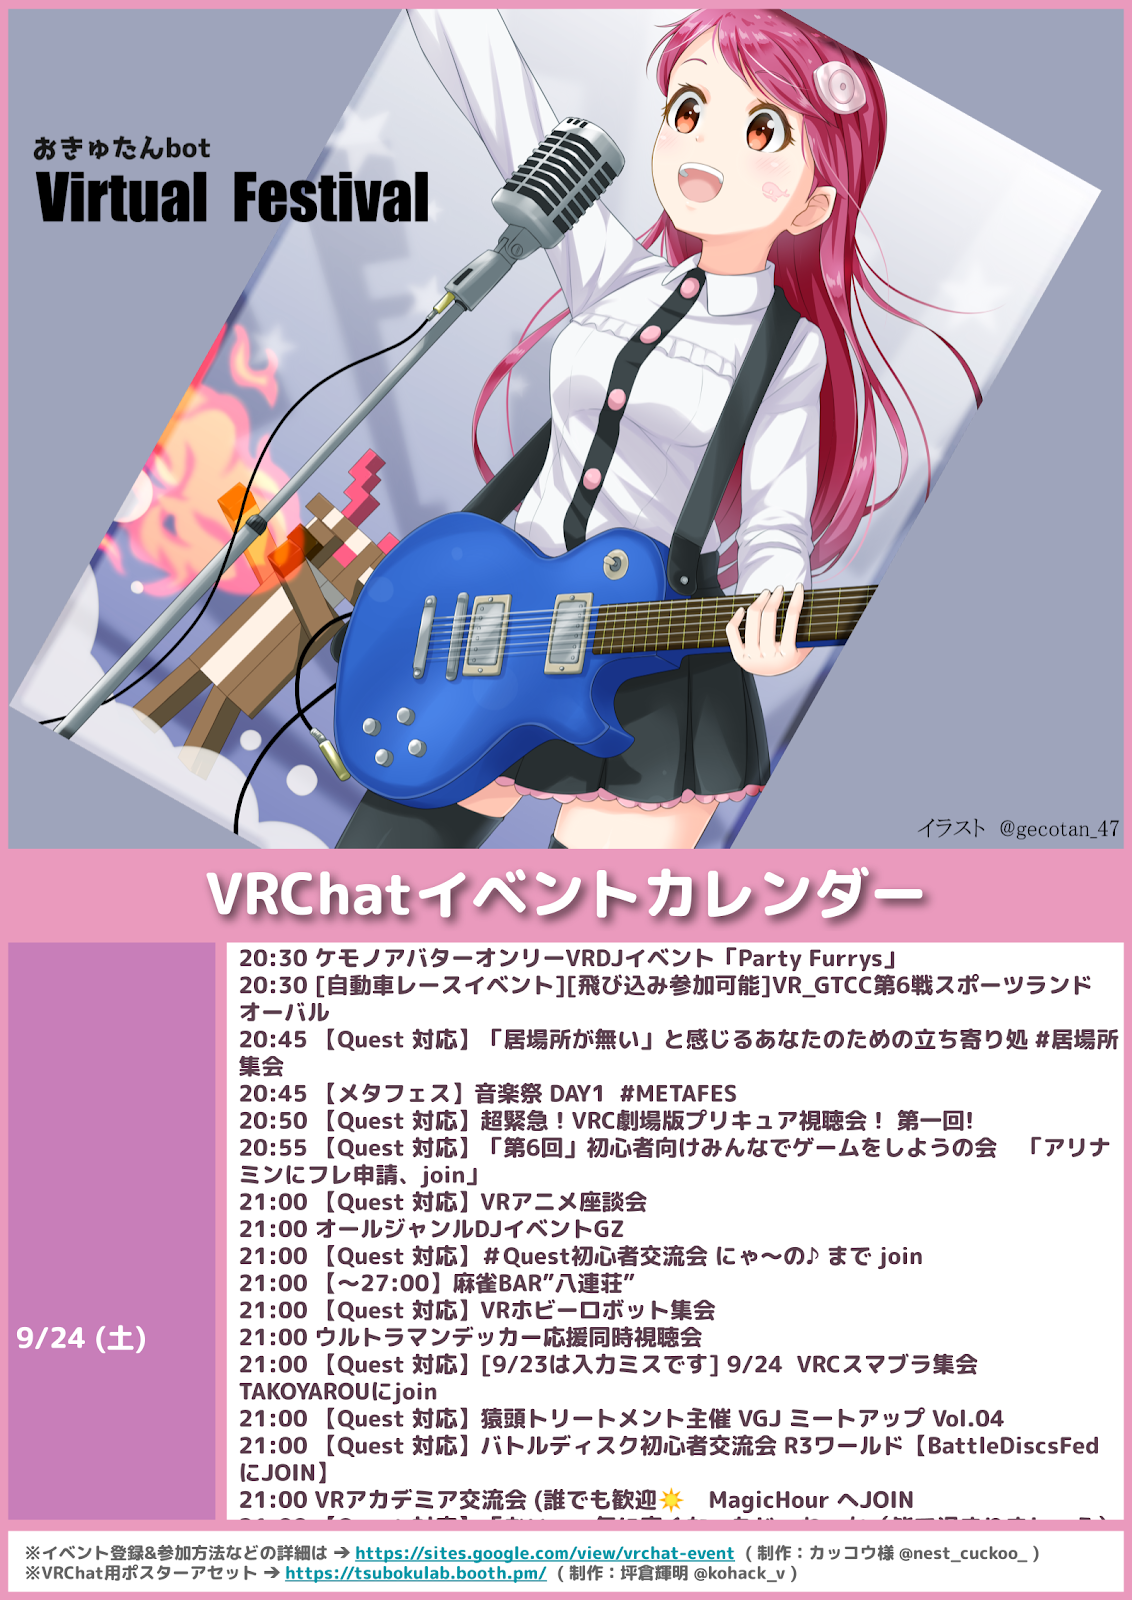 おきゅたんbot
Virtual Festival
イラスト @gecotan_47
VRChatイベントカレンダー
9/24 (土)
20:30 ケモノアバターオンリーVRDJイベント「Party Furrys」
20:30 [自動車レースイベント][飛び込み参加可能]VR_GTCC第6戦スポーツランド
オーバル
20:45 【Quest 対応】「居場所が無い」と感じるあなたのための立ち寄り処 #居場所
集会
20:45 【メタフェス】音楽祭 DAY1 #METAFES
20:50 【Quest 対応】超緊急！VRC劇場版プリキュア視聴会！ 第一回!
20:55 【Quest 対応】「第6回」初心者向けみんなでゲームをしようの会 「アリナ
ミンにフレ申請、join」
21:00 【Quest 対応】VRアニメ座談会
21:00 オールジャンルDJイベントGZ
21:00 【Quest 対応】＃Quest初心者交流会 にゃ～の♪ まで join
21:00 【～27:00】麻雀BAR”八連荘”
21:00 【Quest 対応】VRホビーロボット集会
21:00 ウルトラマンデッカー応援同時視聴会
21:00 【Quest 対応】[9/23は入力ミスです] 9/24 VRCスマブラ集会
TAKOYAROUにjoin
21:00 【Quest 対応】猿頭トリートメント主催 VGJ ミートアップ Vol.04
21:00 【Quest 対応】バトルディスク初心者交流会 R3ワールド【BattleDiscsFed
にJOIN】
21:00 VRアカデミア交流会 (誰でも歓迎☀️ MagicHour へJOIN
21:00 【Quest 対応】
※イベント登録&参加方法などの詳細は → https://sites.google.com/view/vrchat-event ( 制作：カッコウ様 @nest_cuckoo_ )
※VRChat用ポスターアセット → https://tsubokulab.booth.pm/ ( 制作：坪倉輝明 @kohack_v )